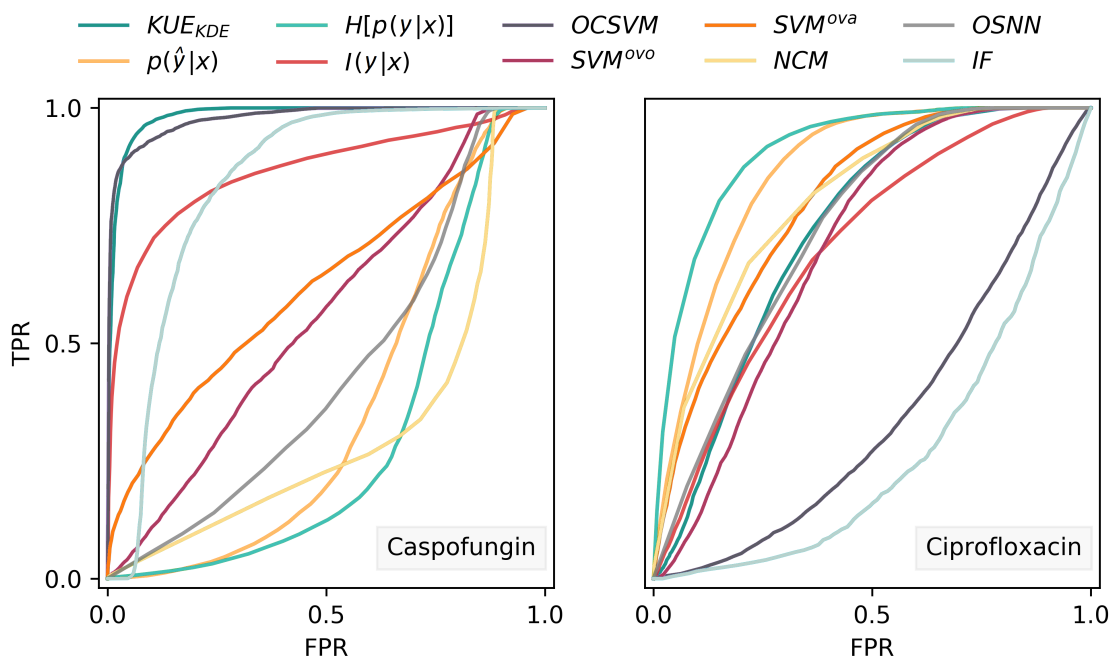 KUE_KDE H[p(y|x)] OCSVM SVM^ova OSNN
p(ŷ|x) I(y|x) SVM^ovo NCM IF
1.0
0.5
0.0
TPR
Caspofungin
Ciprofloxacin
0.0 0.5 1.0 0.0 0.5 1.0
FPR FPR